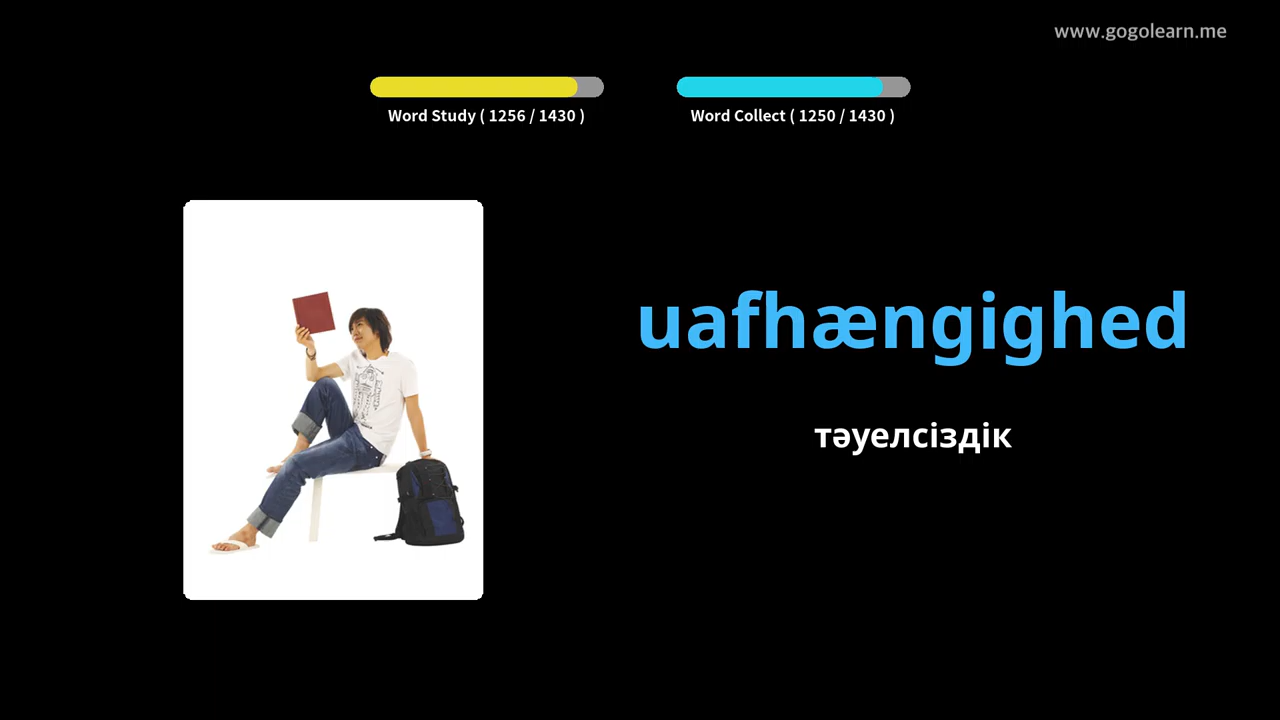 www.gogolearn.me
Word Study ( 1256 / 1430 )
Word Collect ( 1250 / 1430 )
uafhængighed
тәуелсіздік